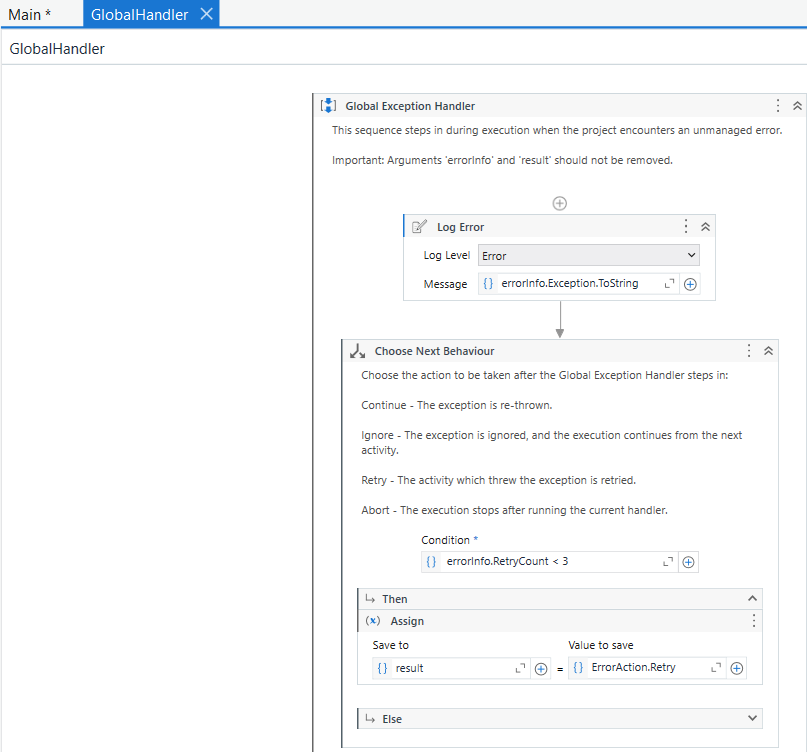 Main *
GlobalHandler
GlobalHandler
Global Exception Handler
This sequence steps in during execution when the project encounters an unmanaged error.
Important: Arguments 'errorInfo' and 'result' should not be removed.
Log Error
Log Level Error
Message {} errorInfo.Exception.ToString
Choose Next Behaviour
Choose the action to be taken after the Global Exception Handler steps in:
Continue - The exception is re-thrown.
Ignore - The exception is ignored, and the execution continues from the next
activity.
Retry - The activity which threw the exception is retried.
Abort - The execution stops after running the current handler.
Condition *
{} errorInfo.RetryCount < 3
Then
(x) Assign
Save to Value to save
{} result = {} ErrorAction.Retry
Else